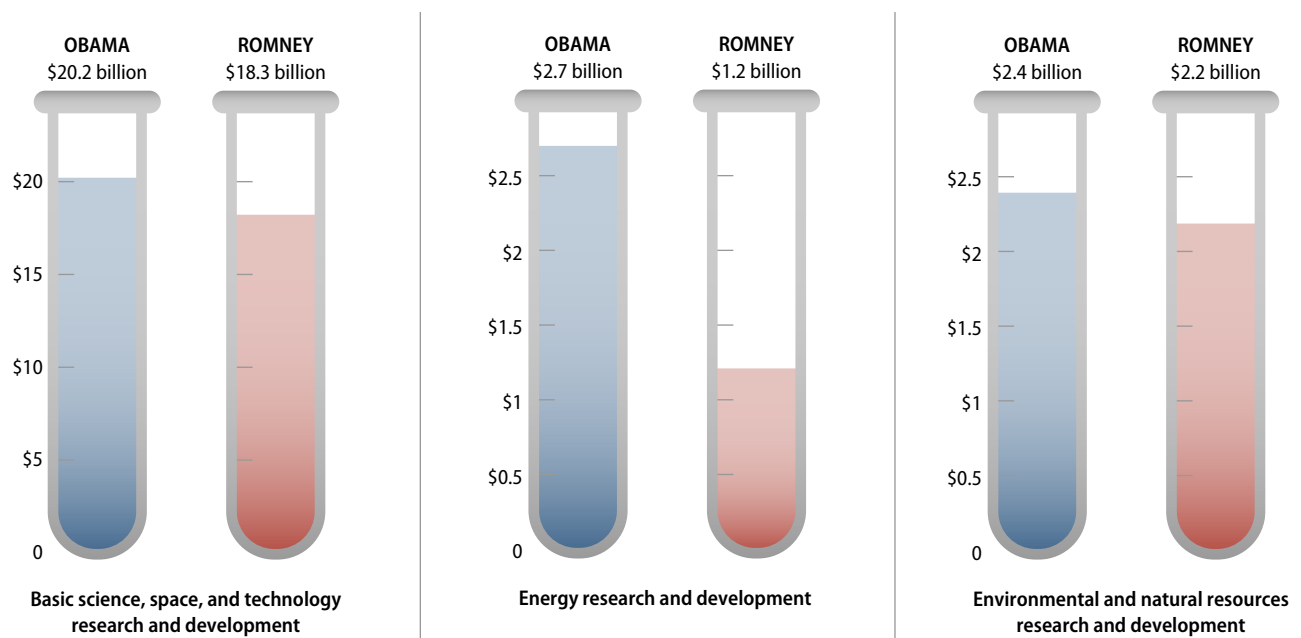 OBAMA
$20.2 billion
ROMNEY
$18.3 billion
$20
$15
$10
$5
0
Basic science, space, and technology
research and development
OBAMA
$2.7 billion
ROMNEY
$1.2 billion
$2.5
$2
$1.5
$1
$0.5
0
Energy research and development
OBAMA
$2.4 billion
ROMNEY
$2.2 billion
$2.5
$2
$1.5
$1
$0.5
0
Environmental and natural resources
research and development